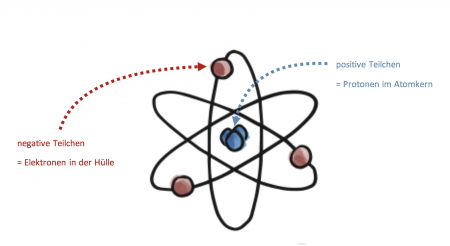 positive Teilchen
= Protonen im Atomkern
negative Teilchen
= Elektronen in der Hülle